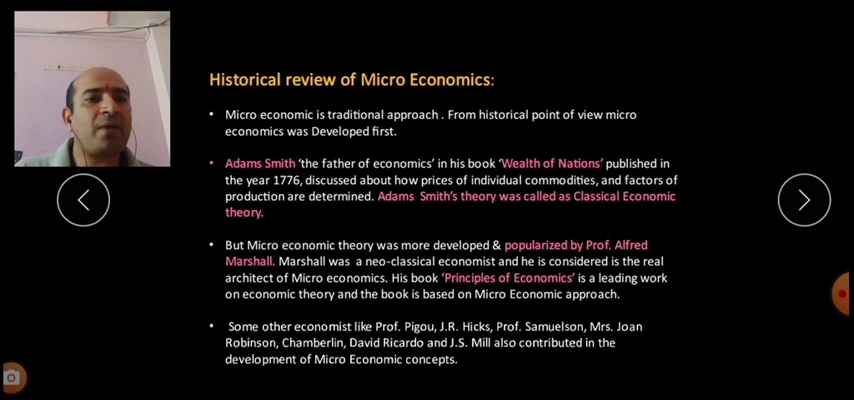 Historical review of Micro Economics:
• Micro economic is traditional approach . From historical point of view micro
economics was Developed first.
• Adams Smith 'the father of economics' in his book 'Wealth of Nations' published in
the year 1776, discussed about how prices of individual commodities, and factors of
production are determined. Adams Smith's theory was called as Classical Economic
theory.
• But Micro economic theory was more developed & popularized by Prof. Alfred
Marshall. Marshall was a neo-classical economist and he is considered is the real
architect of Micro economics. His book 'Principles of Economics' is a leading work
on economic theory and the book is based on Micro Economic approach.
• Some other economist like Prof. Pigou, J.R. Hicks, Prof. Samuelson, Mrs. Joan
Robinson, Chamberlin, David Ricardo and J.S. Mill also contributed in the
development of Micro Economic concepts.